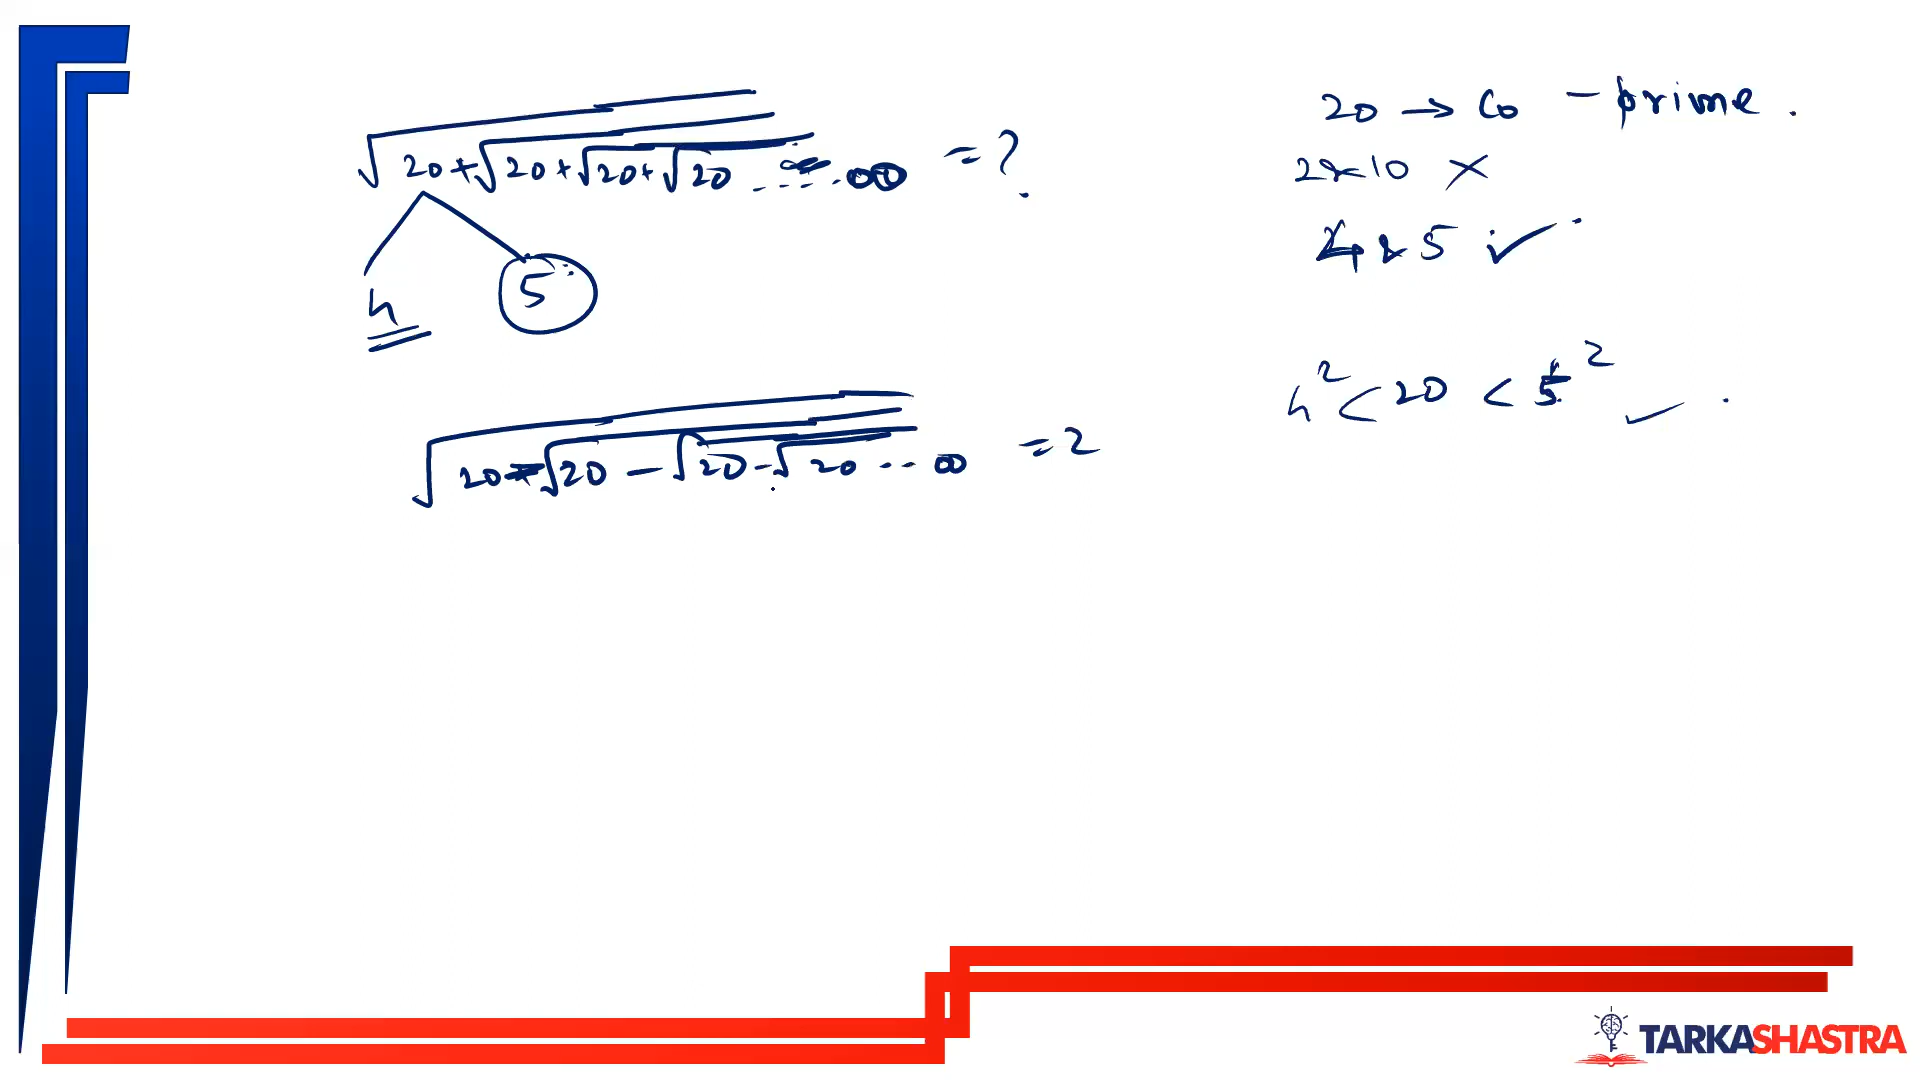 √20+√20+√20+√20 ..... ∞ = ?
4 5
√20-√20-√20-√20 ... ∞ = 2
20 → Co - prime.
2×10 ×
4×5 ✓
4² < 20 < 5² ✓.
TARKASHASTRA